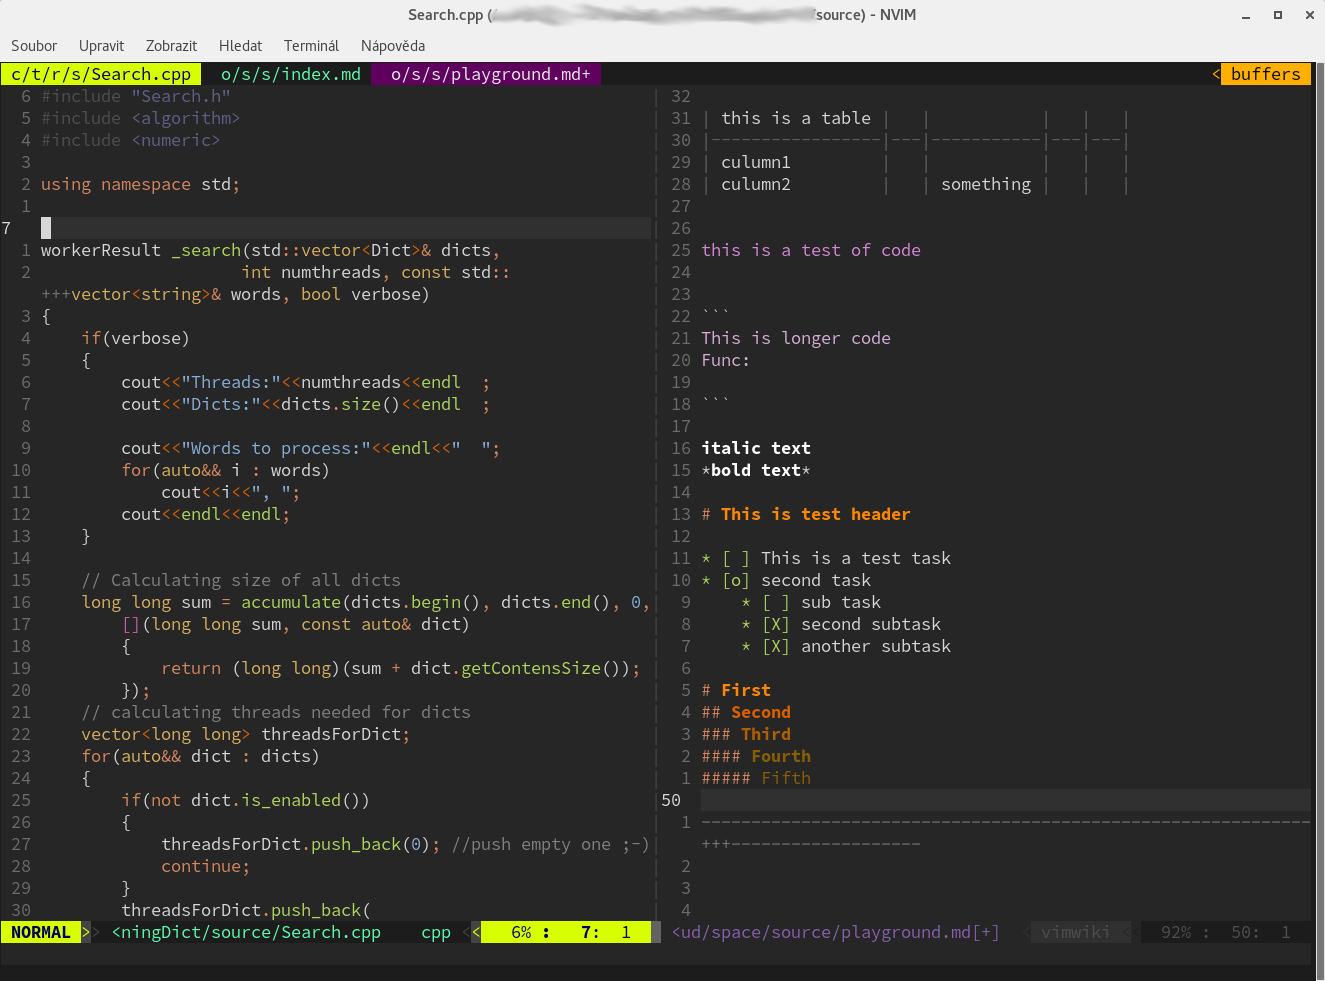 Search.cpp (/source) - NVIM
Soubor Upravit Zobrazit Hledat Terminál Nápověda
c/t/r/s/Search.cpp o/s/s/index.md o/s/s/playground.md+ < buffers
6 #include "Search.h"
5 #include <algorithm>
4 #include <numeric>
3
2 using namespace std;
1
7
1 workerResult _search(std::vector<Dict>& dicts,
2 int numthreads, const std::
+++vector<string>& words, bool verbose)
3 {
4 if(verbose)
5 {
6 cout<<"Threads:"<<numthreads<<endl  ;
7 cout<<"Dicts:"<<dicts.size()<<endl  ;
8
9 cout<<"Words to process:"<<endl<<"  ";
10 for(auto&& i : words)
11 cout<<i<<", ";
12 cout<<endl<<endl;
13 }
14
15 // Calculating size of all dicts
16 long long sum = accumulate(dicts.begin(), dicts.end(), 0,
17 [](long long sum, const auto& dict)
18 {
19 return (long long)(sum + dict.getContensSize());
20 });
21 // calculating threads needed for dicts
22 vector<long long> threadsForDict;
23 for(auto&& dict : dicts)
24 {
25 if(not dict.is_enabled())
26 {
27 threadsForDict.push_back(0); //push empty one ;-)
28 continue;
29 }
30 threadsForDict.push_back(
32
31 | this is a table |   |           |   |   |
30 |-----------------|---|-----------|---|---|
29 | culumn1         |   |           |   |   |
28 | culumn2         |   | something |   |   |
27
26
25 this is a test of code
24
23
22 ```
21 This is longer code
20 Func:
19
18 ```
17
16 italic text
15 *bold text*
14
13 # This is test header
12
11 * [ ] This is a test task
10 * [o] second task
9 * [ ] sub task
8 * [X] second subtask
7 * [X] another subtask
6
5 # First
4 ## Second
3 ### Third
2 #### Fourth
1 ##### Fifth
50
1 -------------------------------------------------------------
+++-------------------
2
3
4
NORMAL >> <ningDict/source/Search.cpp cpp << 6% : 7: 1
<ud/space/source/playground.md[+] < vimwiki << 92% : 50: 1